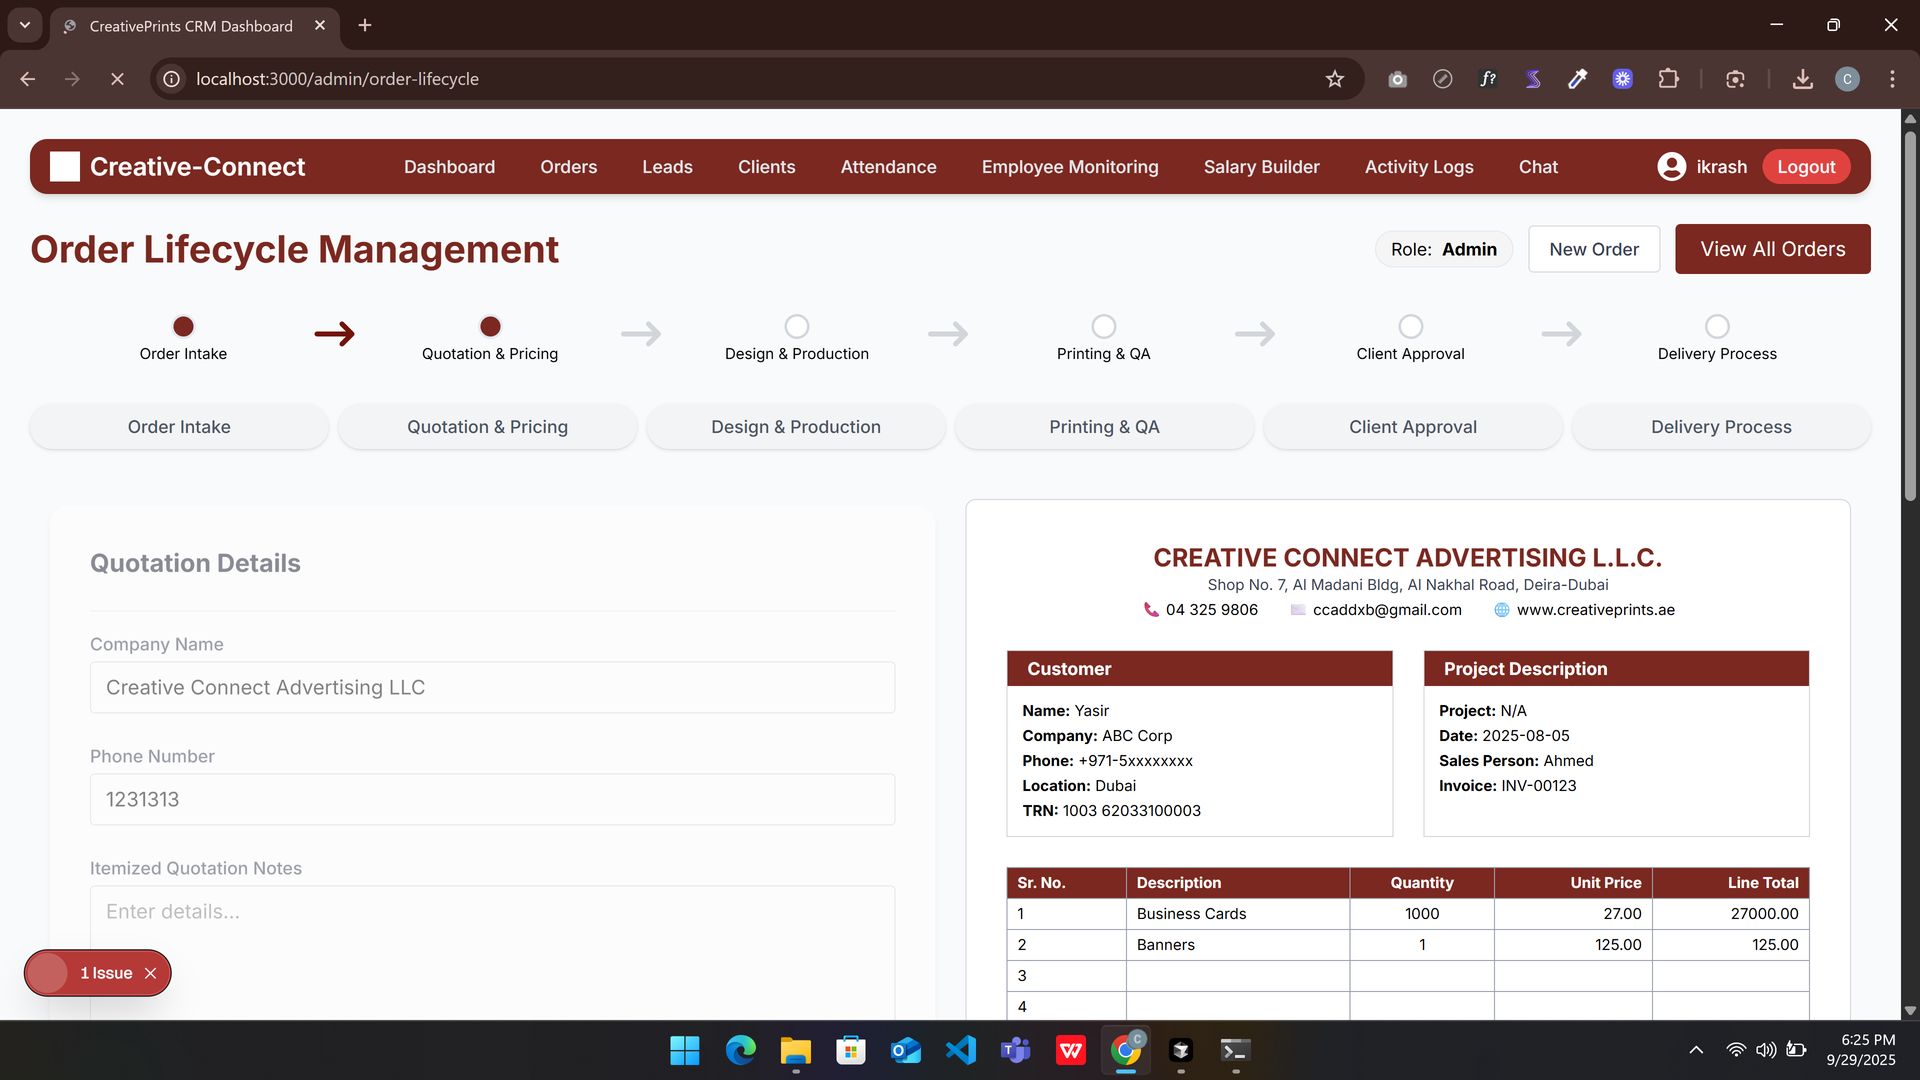 CreativePrints CRM Dashboard
localhost:3000/admin/order-lifecycle
C
Creative-Connect
Dashboard
Orders
Leads
Clients
Attendance
Employee Monitoring
Salary Builder
Activity Logs
Chat
ikrash
Logout
Order Lifecycle Management
Role: Admin
New Order
View All Orders
Order Intake
Quotation & Pricing
Design & Production
Printing & QA
Client Approval
Delivery Process
Order Intake
Quotation & Pricing
Design & Production
Printing & QA
Client Approval
Delivery Process
Quotation Details
Company Name
Creative Connect Advertising LLC
Phone Number
1231313
Itemized Quotation Notes
Enter details...
1 Issue
CREATIVE CONNECT ADVERTISING L.L.C.
Shop No. 7, Al Madani Bldg, Al Nakhal Road, Deira-Dubai
04 325 9806 ccaddxb@gmail.com www.creativeprints.ae
Customer
Name: Yasir
Company: ABC Corp
Phone: +971-5xxxxxxxx
Location: Dubai
TRN: 1003 62033100003
Project Description
Project: N/A
Date: 2025-08-05
Sales Person: Ahmed
Invoice: INV-00123
Sr. No. Description Quantity Unit Price Line Total
1 Business Cards 1000 27.00 27000.00
2 Banners 1 125.00 125.00
3
4
6:25 PM
9/29/2025